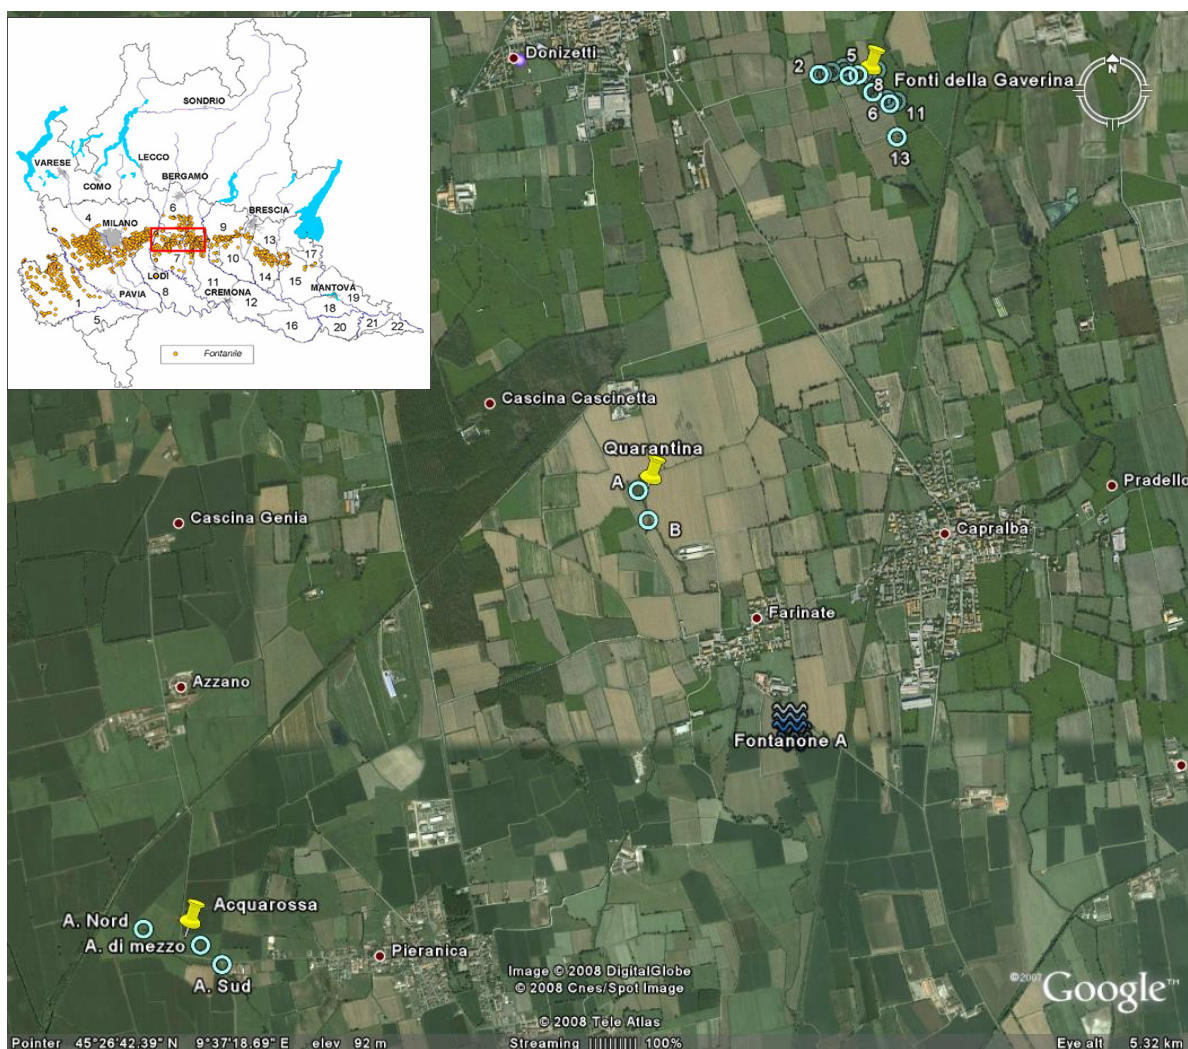 SONDRIO
VARESE
LECCO
COMO
BERGAMO
6
BRESCIA
4
MILANO
9
13
17
7
10
LODI
11
14
15
1
PAVIA
8
CREMONA
12
MANTOVA
19
18
5
16
20
21
22
Fontanile
Donizetti
2
5
Fonti della Gaverina
8
6
11
13
N
Cascina Cascinetta
Quarantina
A
B
Pradello
Cascina Genia
Capralba
Farinate
Azzano
Fontanone A
Acquarossa
A. Nord
A. di mezzo
A. Sud
Pieranica
Image © 2008 DigitalGlobe
© 2008 Cnes/Spot Image
© 2008 Tele Atlas
©2007 Google™
Pointer 45°26'42.39" N 9°37'18.69" E elev 92 m Streaming ||||||||| 100% Eye alt 5.32 km